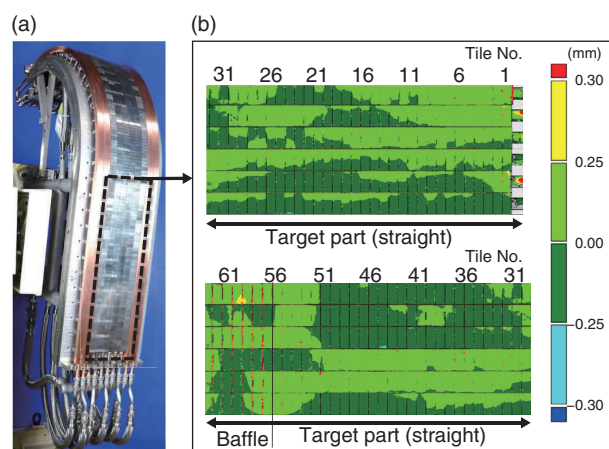 (a)
(b)
Tile No.
(mm)
31 26 21 16 11 6 1
0.30
0.25
0.00
−0.25
−0.30
Target part (straight)
Tile No.
61 56 51 46 41 36 31
Baffle
Target part (straight)